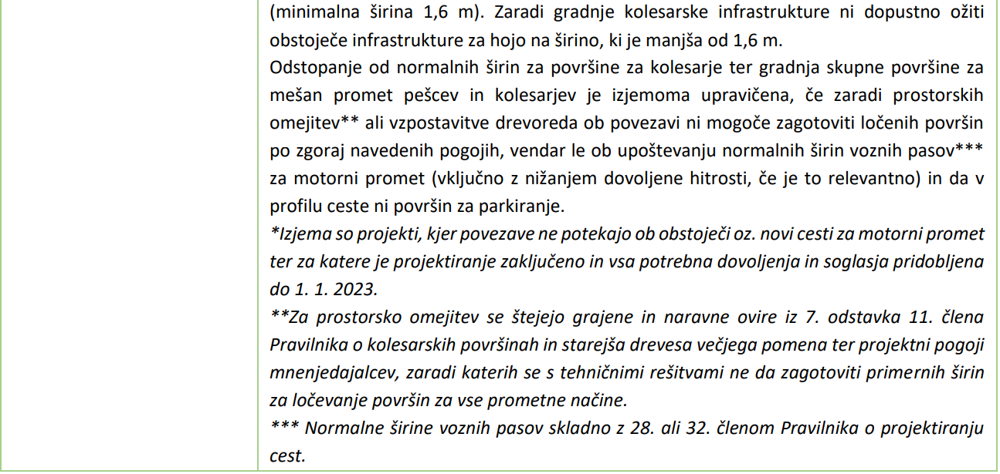 (minimalna širina 1,6 m). Zaradi gradnje kolesarske infrastrukture ni dopustno ožiti
obstoječe infrastrukture za hojo na širino, ki je manjša od 1,6 m.
Odstopanje od normalnih širin za površine za kolesarje ter gradnja skupne površine za
mešan promet pešcev in kolesarjev je izjemoma upravičena, če zaradi prostorskih
omejitev** ali vzpostavitve drevoreda ob povezavi ni mogoče zagotoviti ločenih površin
po zgoraj navedenih pogojih, vendar le ob upoštevanju normalnih širin voznih pasov***
za motorni promet (vključno z nižanjem dovoljene hitrosti, če je to relevantno) in da v
profilu ceste ni površin za parkiranje.
*Izjema so projekti, kjer povezave ne potekajo ob obstoječi oz. novi cesti za motorni promet
ter za katere je projektiranje zaključeno in vsa potrebna dovoljenja in soglasja pridobljena
do 1. 1. 2023.
**Za prostorsko omejitev se štejejo grajene in naravne ovire iz 7. odstavka 11. člena
Pravilnika o kolesarskih površinah in starejša drevesa večjega pomena ter projektni pogoji
mnenjedajalcev, zaradi katerih se s tehničnimi rešitvami ne da zagotoviti primernih širin
za ločevanje površin za vse prometne načine.
*** Normalne širine voznih pasov skladno z 28. ali 32. členom Pravilnika o projektiranju
cest.